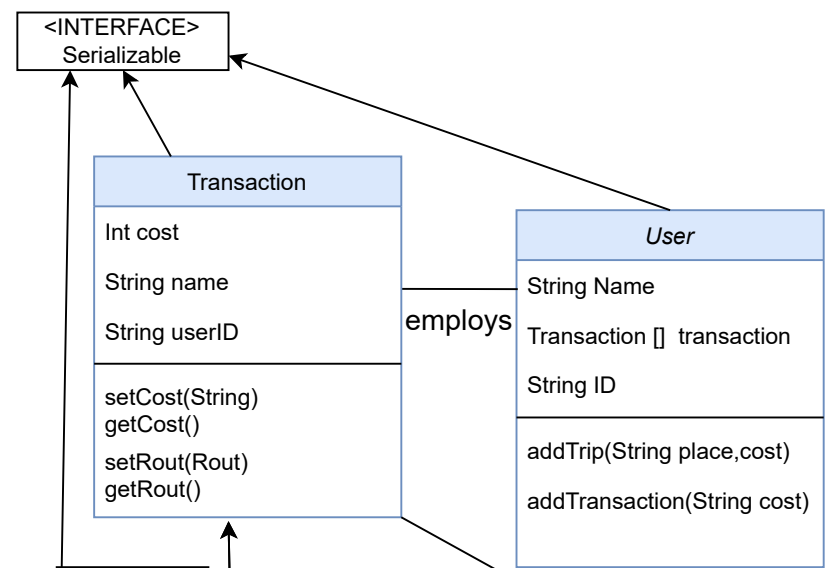 <INTERFACE>
Serializable
Transaction
Int cost
String name
String userID
setCost(String)
getCost()
setRout(Rout)
getRout()
employs
User
String Name
Transaction []  transaction
String ID
addTrip(String place,cost)
addTransaction(String cost)